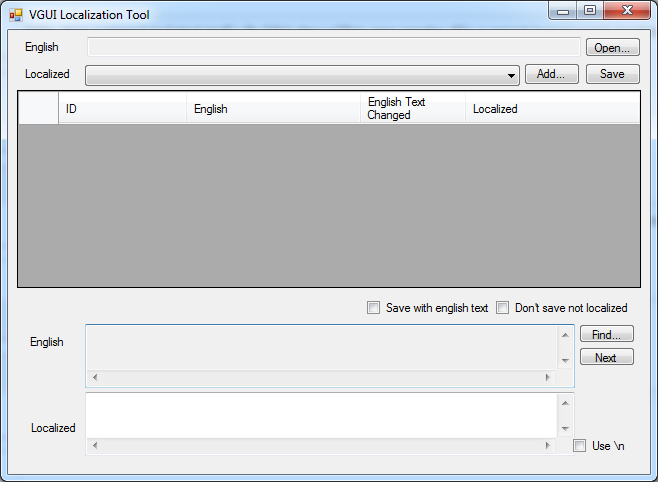 VGUI Localization Tool
English Open...
Localized Add... Save
ID English English Text Changed Localized
Save with english text Don't save not localized
English Find...
Next
Localized
Use \n